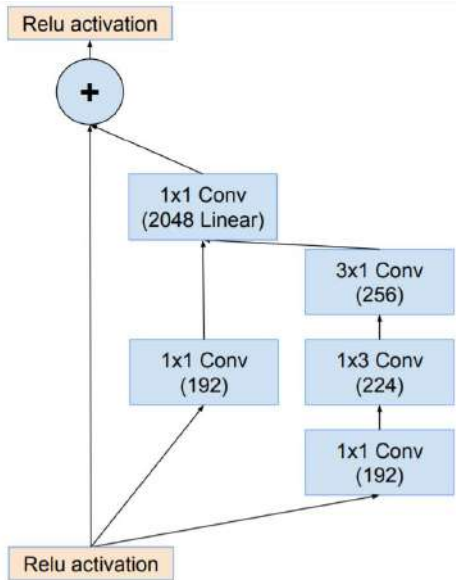 Relu activation
+
1x1 Conv
(2048 Linear)
3x1 Conv
(256)
1x1 Conv
(192)
1x3 Conv
(224)
1x1 Conv
(192)
Relu activation